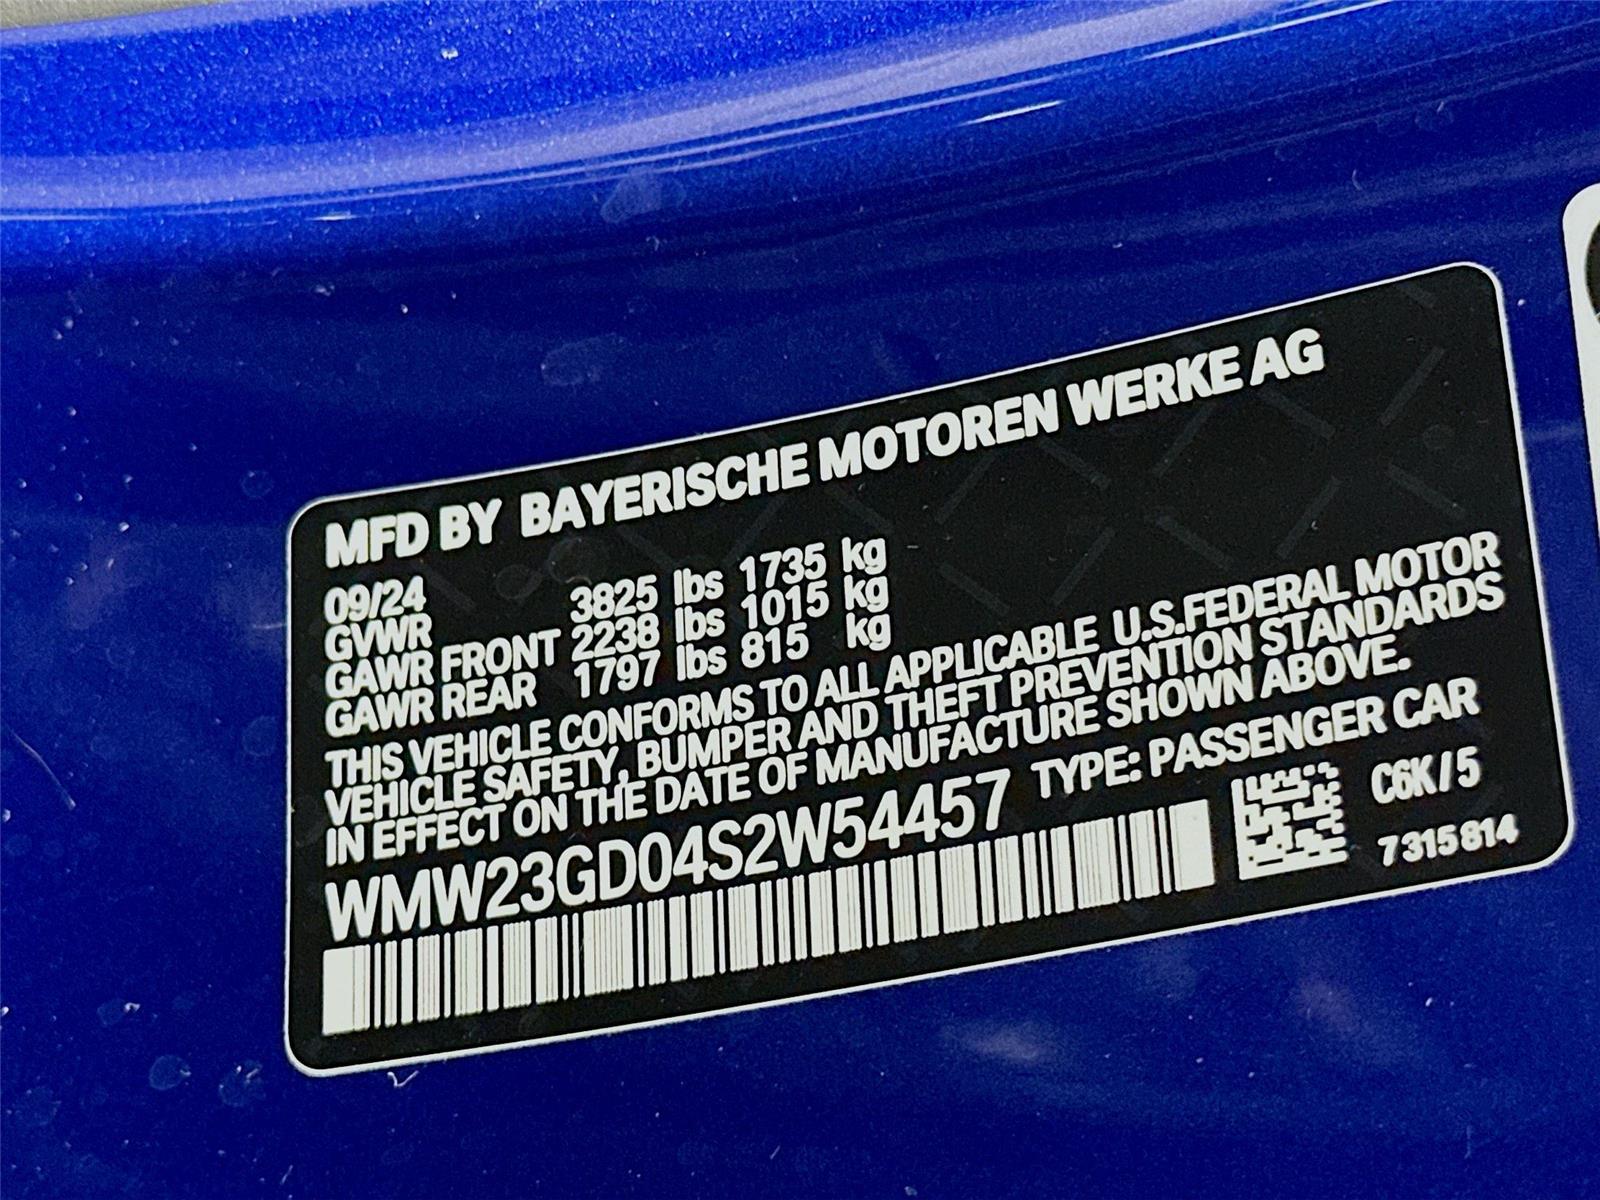 MFD BY BAYERISCHE MOTOREN WERKE AG
09/24
GVWR 3825 lbs 1735 kg
GAWR FRONT 2238 lbs 1015 kg
GAWR REAR 1797 lbs 815 kg
THIS VEHICLE CONFORMS TO ALL APPLICABLE U.S.FEDERAL MOTOR
VEHICLE SAFETY, BUMPER AND THEFT PREVENTION STANDARDS
IN EFFECT ON THE DATE OF MANUFACTURE SHOWN ABOVE.
WMW23GD04S2W54457 TYPE: PASSENGER CAR
C6K/5
7315814